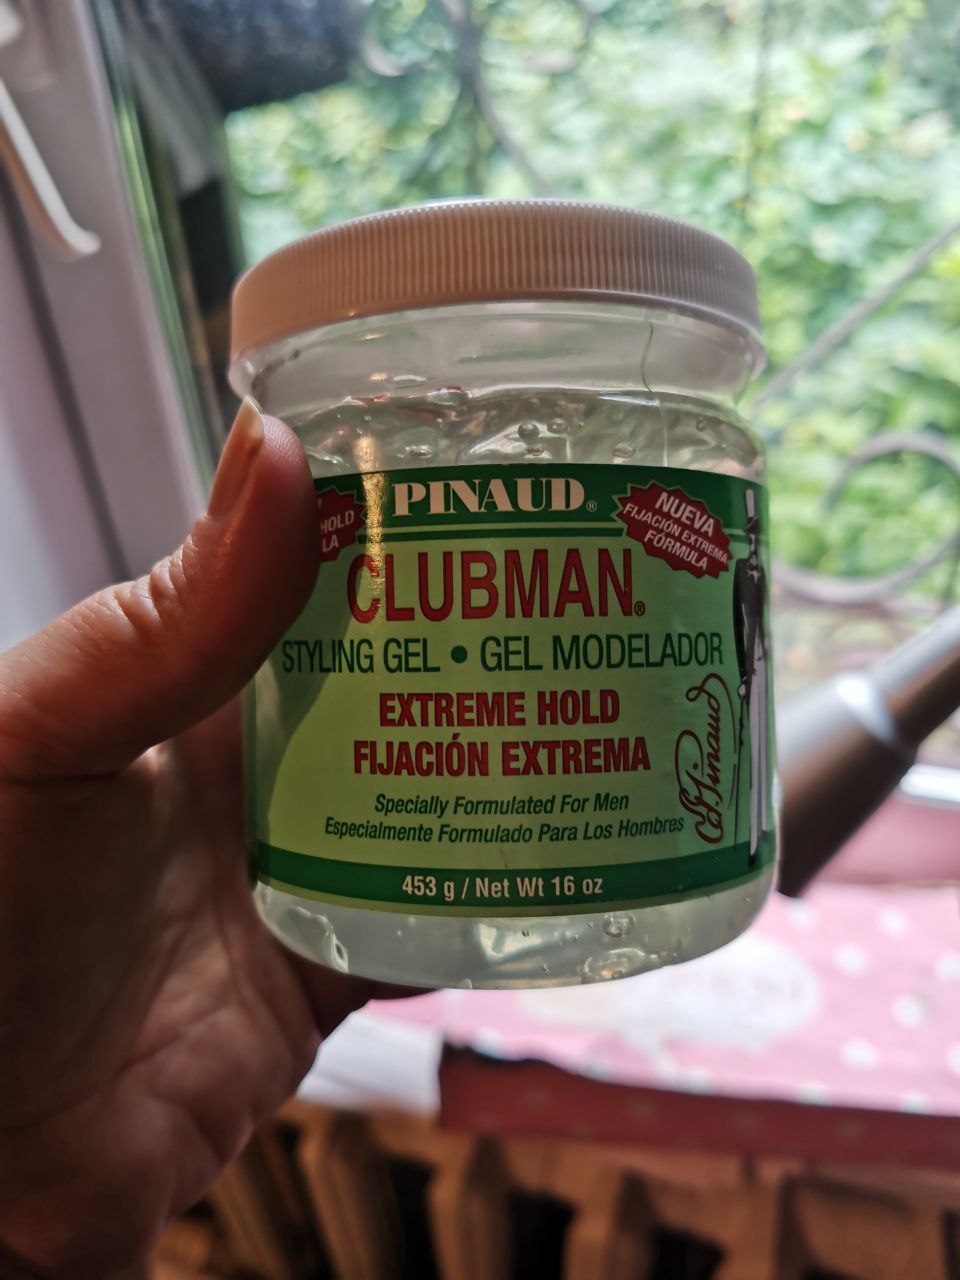 PINAUD®
HOLD
LA
NUEVA
FIJACIÓN EXTREMA
FÓRMULA
CLUBMAN®
STYLING GEL • GEL MODELADOR
EXTREME HOLD
FIJACIÓN EXTREMA
Ed. Pinaud
Specially Formulated For Men
Especialmente Formulado Para Los Hombres
453 g / Net Wt 16 oz